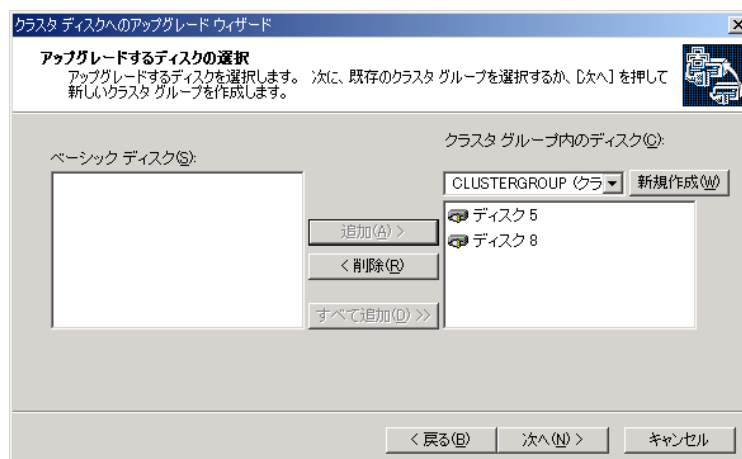 クラスタ ディスクへのアップグレード ウィザード
アップグレードするディスクの選択
アップグレードするディスクを選択します。 次に、既存のクラスタ グループを選択するか、[次へ] を押して
新しいクラスタ グループを作成します。
クラスタ グループ内のディスク(C):
ベーシック ディスク(S):
CLUSTERGROUP (クラ
新規作成(W)
ディスク 5
ディスク 8
追加(A) >
< 削除(R)
すべて追加(D) >>
< 戻る(B)
次へ(N) >
キャンセル